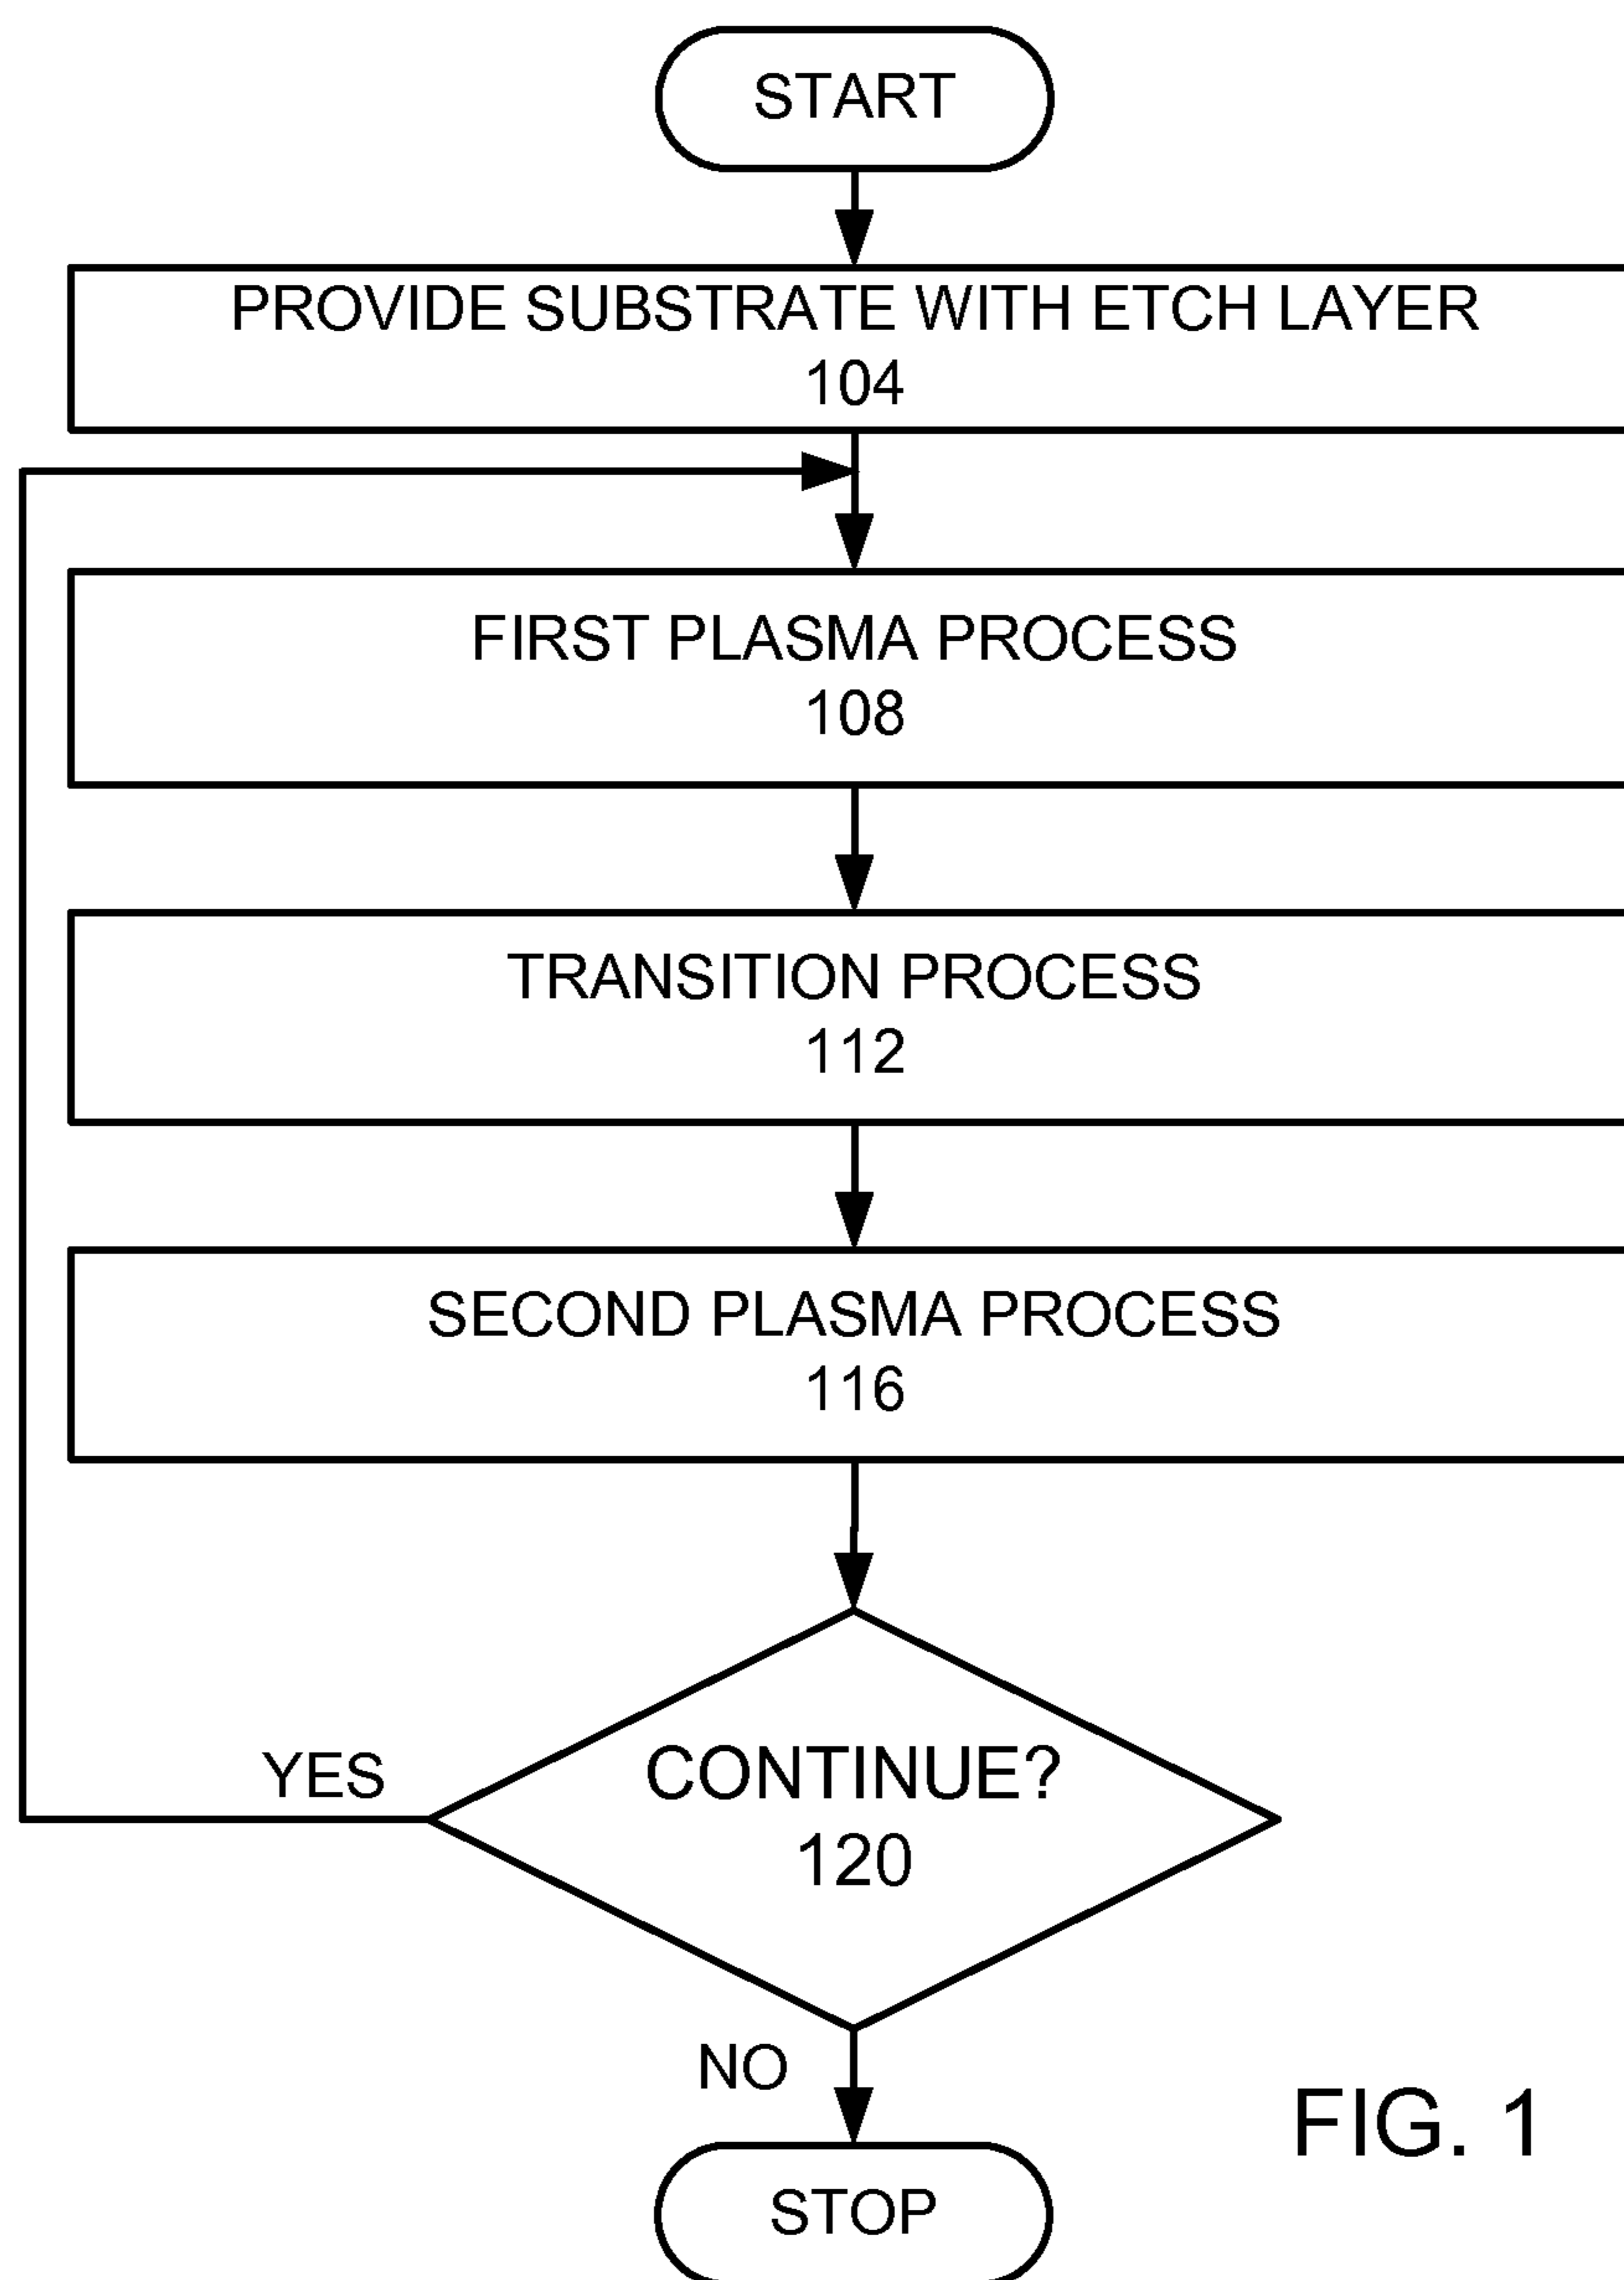 START
PROVIDE SUBSTRATE WITH ETCH LAYER
104
FIRST PLASMA PROCESS
108
TRANSITION PROCESS
112
SECOND PLASMA PROCESS
116
CONTINUE?
120
YES
NO
STOP
FIG. 1